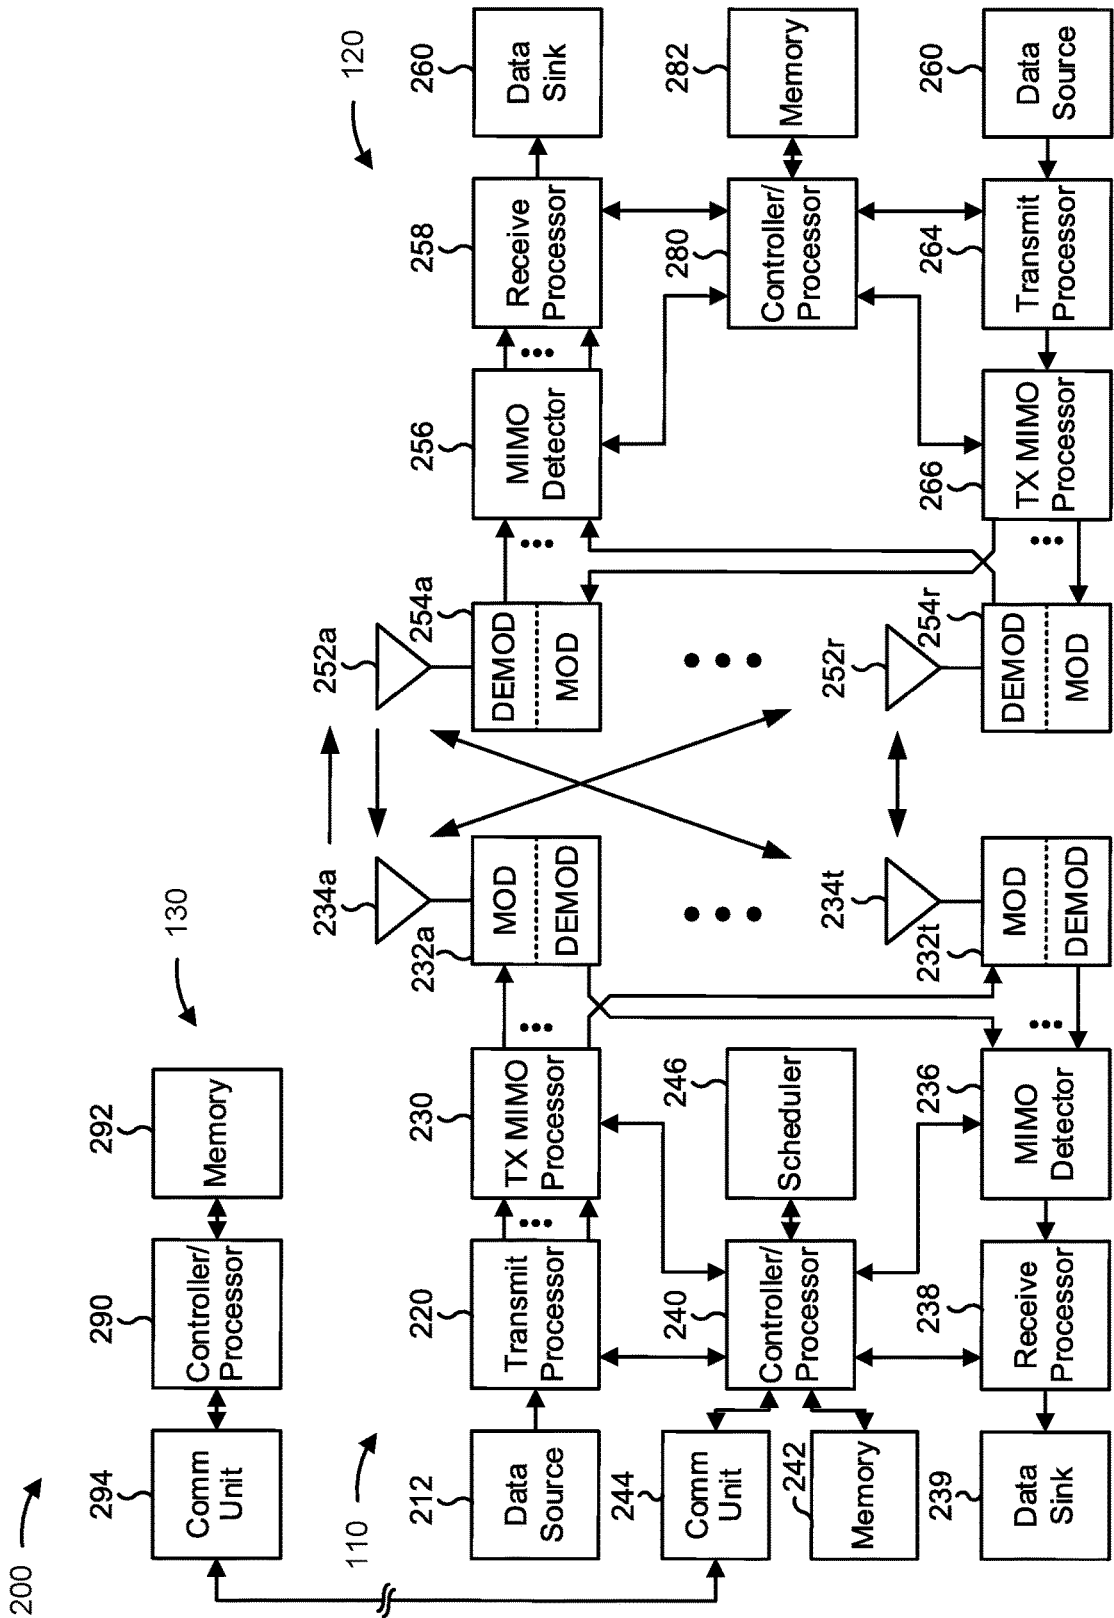 200
294
290
292
130
Comm
Unit
Controller/
Processor
Memory
110
234a
252a
120
212
220
230
232a
254a
256
258
260
Data
Source
Transmit
Processor
TX MIMO
Processor
MOD
DEMOD
DEMOD
MOD
MIMO
Detector
Receive
Processor
Data
Sink
244
240
246
280
282
Comm
Unit
242
Memory
Controller/
Processor
Scheduler
Controller/
Processor
Memory
234t
252r
239
238
236
232t
254r
266
264
260
Data
Sink
Receive
Processor
MIMO
Detector
MOD
DEMOD
DEMOD
MOD
TX MIMO
Processor
Transmit
Processor
Data
Source